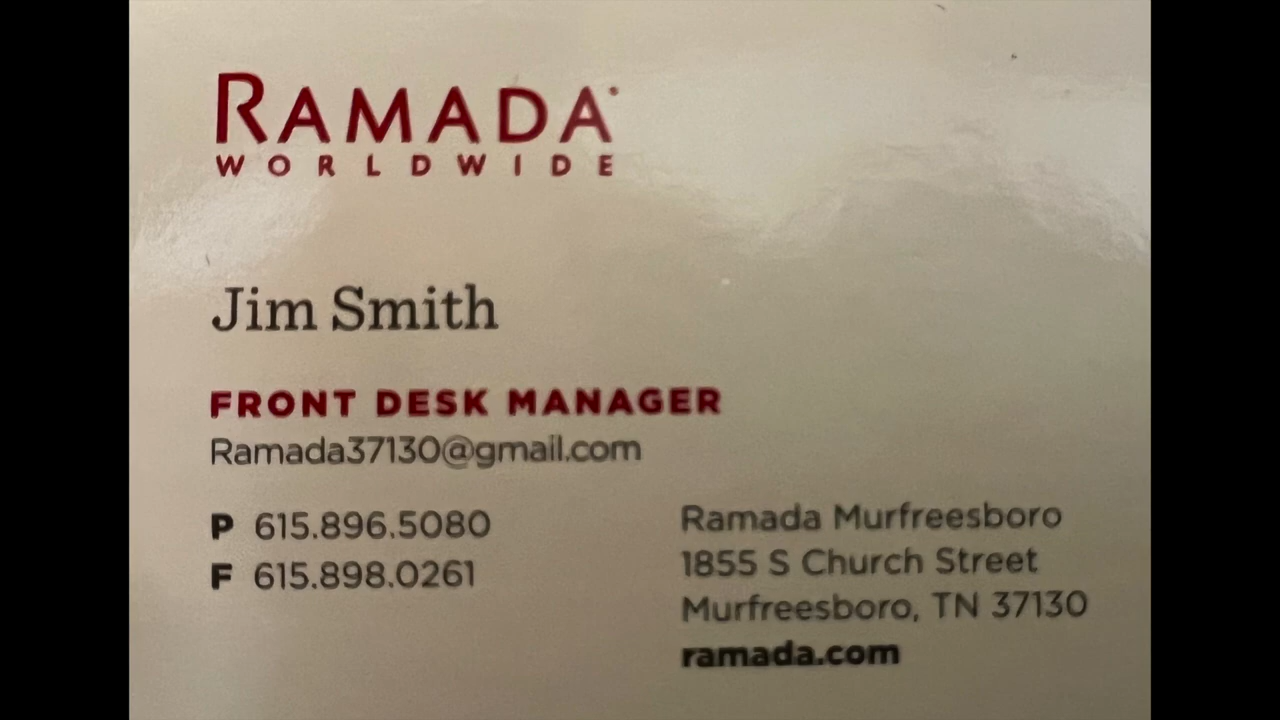 RAMADA
WORLDWIDE
Jim Smith
FRONT DESK MANAGER
Ramada37130@gmail.com
P 615.896.5080
F 615.898.0261
Ramada Murfreesboro
1855 S Church Street
Murfreesboro, TN 37130
ramada.com